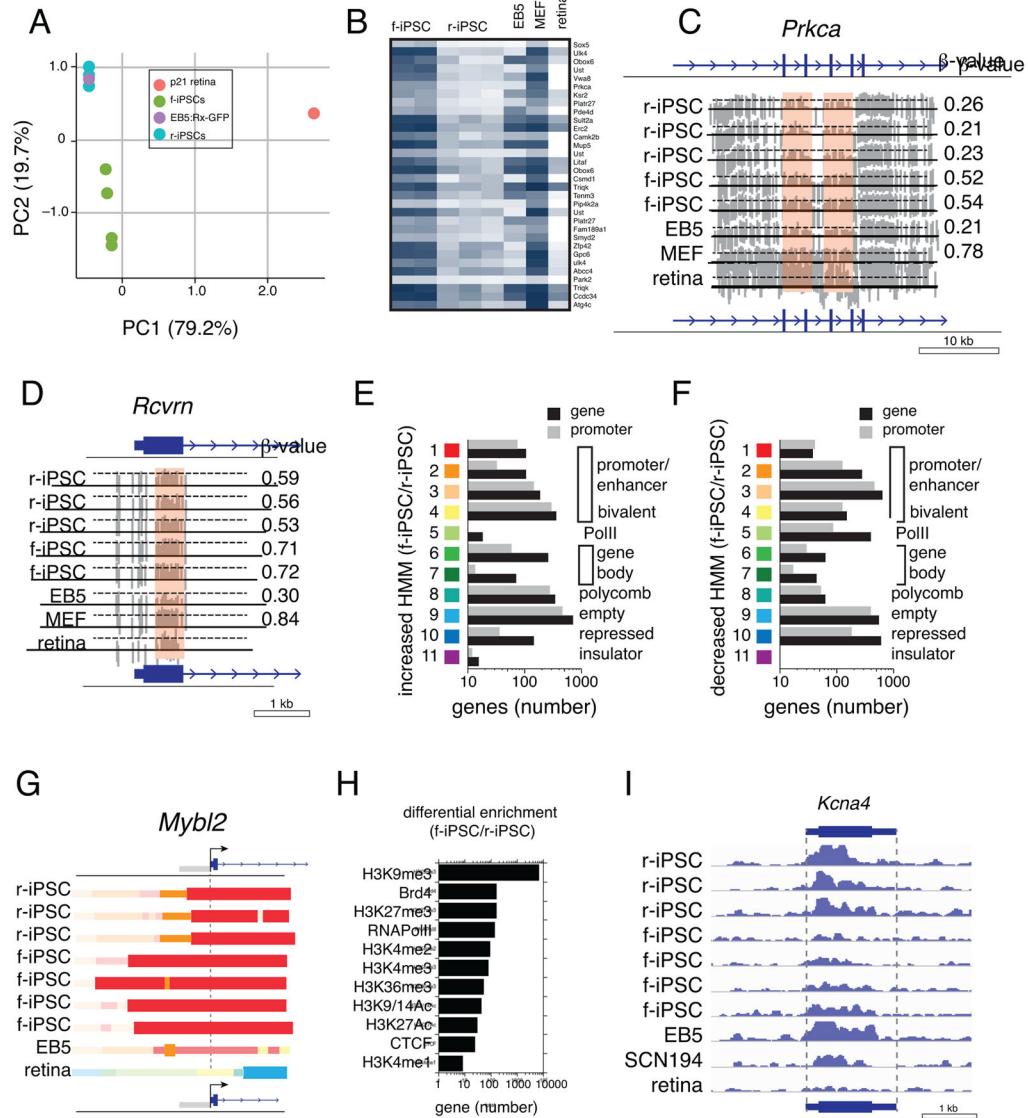 A
1.0
0
−1.0
PC2 (19.7%)
0
1.0
2.0
PC1 (79.2%)
p21 retina
f-iPSCs
EB5:Rx-GFP
r-iPSCs
B
f-iPSC r-iPSC EB5 MEF retina
Sox5
Ulk4
Obox6
Ust
Vwa8
Prkca
Ksr2
Platr27
Pde4d
Sult2a
Erc2
Camk2b
Mup5
Ust
Litaf
Obox6
Csmd1
Triqk
Tenm3
Pip4k2a
Ust
Platr27
Fam189a1
Smyd2
Zfp42
Gpc6
ulk4
Abcc4
Park2
Triqk
Ccdc34
Atg4c
C
Prkca
β-value
β-value
r-iPSC 0.26
r-iPSC 0.21
r-iPSC 0.23
f-iPSC 0.52
f-iPSC 0.54
EB5 0.21
MEF 0.78
retina
10 kb
D
Rcvrn
β-value
r-iPSC 0.59
r-iPSC 0.56
r-iPSC 0.53
f-iPSC 0.71
f-iPSC 0.72
EB5 0.30
MEF 0.84
retina
1 kb
E
gene
promoter
increased HMM (f-iPSC/r-iPSC)
1
2
3
4
5
6
7
8
9
10
11
promoter/
enhancer
bivalent
PolII
gene
body
polycomb
empty
repressed
insulator
10 100 1000
genes (number)
F
gene
promoter
decreased HMM (f-iPSC/r-iPSC)
1
2
3
4
5
6
7
8
9
10
11
promoter/
enhancer
bivalent
PolII
gene
body
polycomb
empty
repressed
insulator
10 100 1000
genes (number)
G
Mybl2
r-iPSC
r-iPSC
r-iPSC
f-iPSC
f-iPSC
f-iPSC
f-iPSC
EB5
retina
H
differential enrichment
(f-iPSC/r-iPSC)
H3K9me3
Brd4
H3K27me3
RNAPolII
H3K4me2
H3K4me3
H3K36me3
H3K9/14Ac
H3K27Ac
CTCF
H3K4me1
1 10 100 1000 10000
gene (number)
I
Kcna4
r-iPSC
r-iPSC
r-iPSC
f-iPSC
f-iPSC
f-iPSC
f-iPSC
EB5
SCN194
retina
1 kb